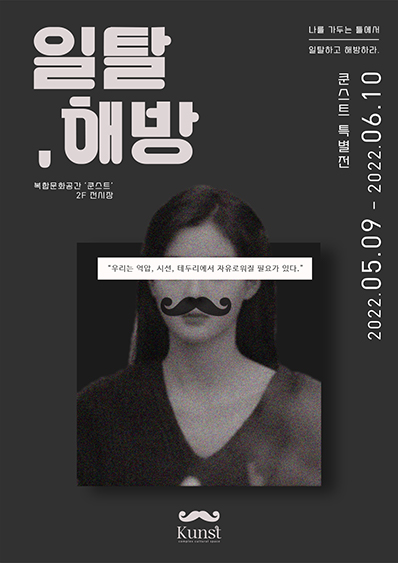 일탈
,해방
나를 가두는 틀에서
일탈하고 해방하라.
쿤스트 특별전
2022.05.09 - 2022.06.10
복합문화공간 '쿤스트'
2F 전시장
"우리는 억압, 시선, 테두리에서 자유로워질 필요가 있다."
Kunst
complex cultural space